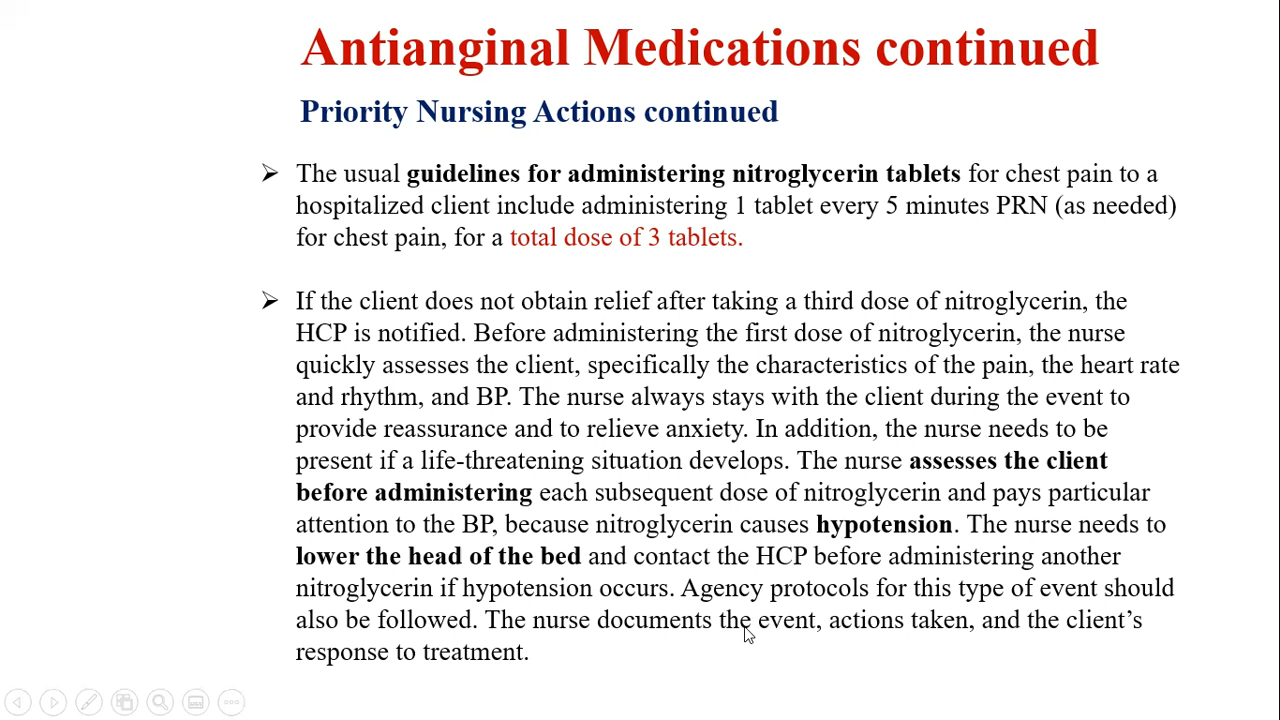 Antianginal Medications continued
Priority Nursing Actions continued
➢ The usual guidelines for administering nitroglycerin tablets for chest pain to a
hospitalized client include administering 1 tablet every 5 minutes PRN (as needed)
for chest pain, for a total dose of 3 tablets.
➢ If the client does not obtain relief after taking a third dose of nitroglycerin, the
HCP is notified. Before administering the first dose of nitroglycerin, the nurse
quickly assesses the client, specifically the characteristics of the pain, the heart rate
and rhythm, and BP. The nurse always stays with the client during the event to
provide reassurance and to relieve anxiety. In addition, the nurse needs to be
present if a life-threatening situation develops. The nurse assesses the client
before administering each subsequent dose of nitroglycerin and pays particular
attention to the BP, because nitroglycerin causes hypotension. The nurse needs to
lower the head of the bed and contact the HCP before administering another
nitroglycerin if hypotension occurs. Agency protocols for this type of event should
also be followed. The nurse documents the event, actions taken, and the client’s
response to treatment.